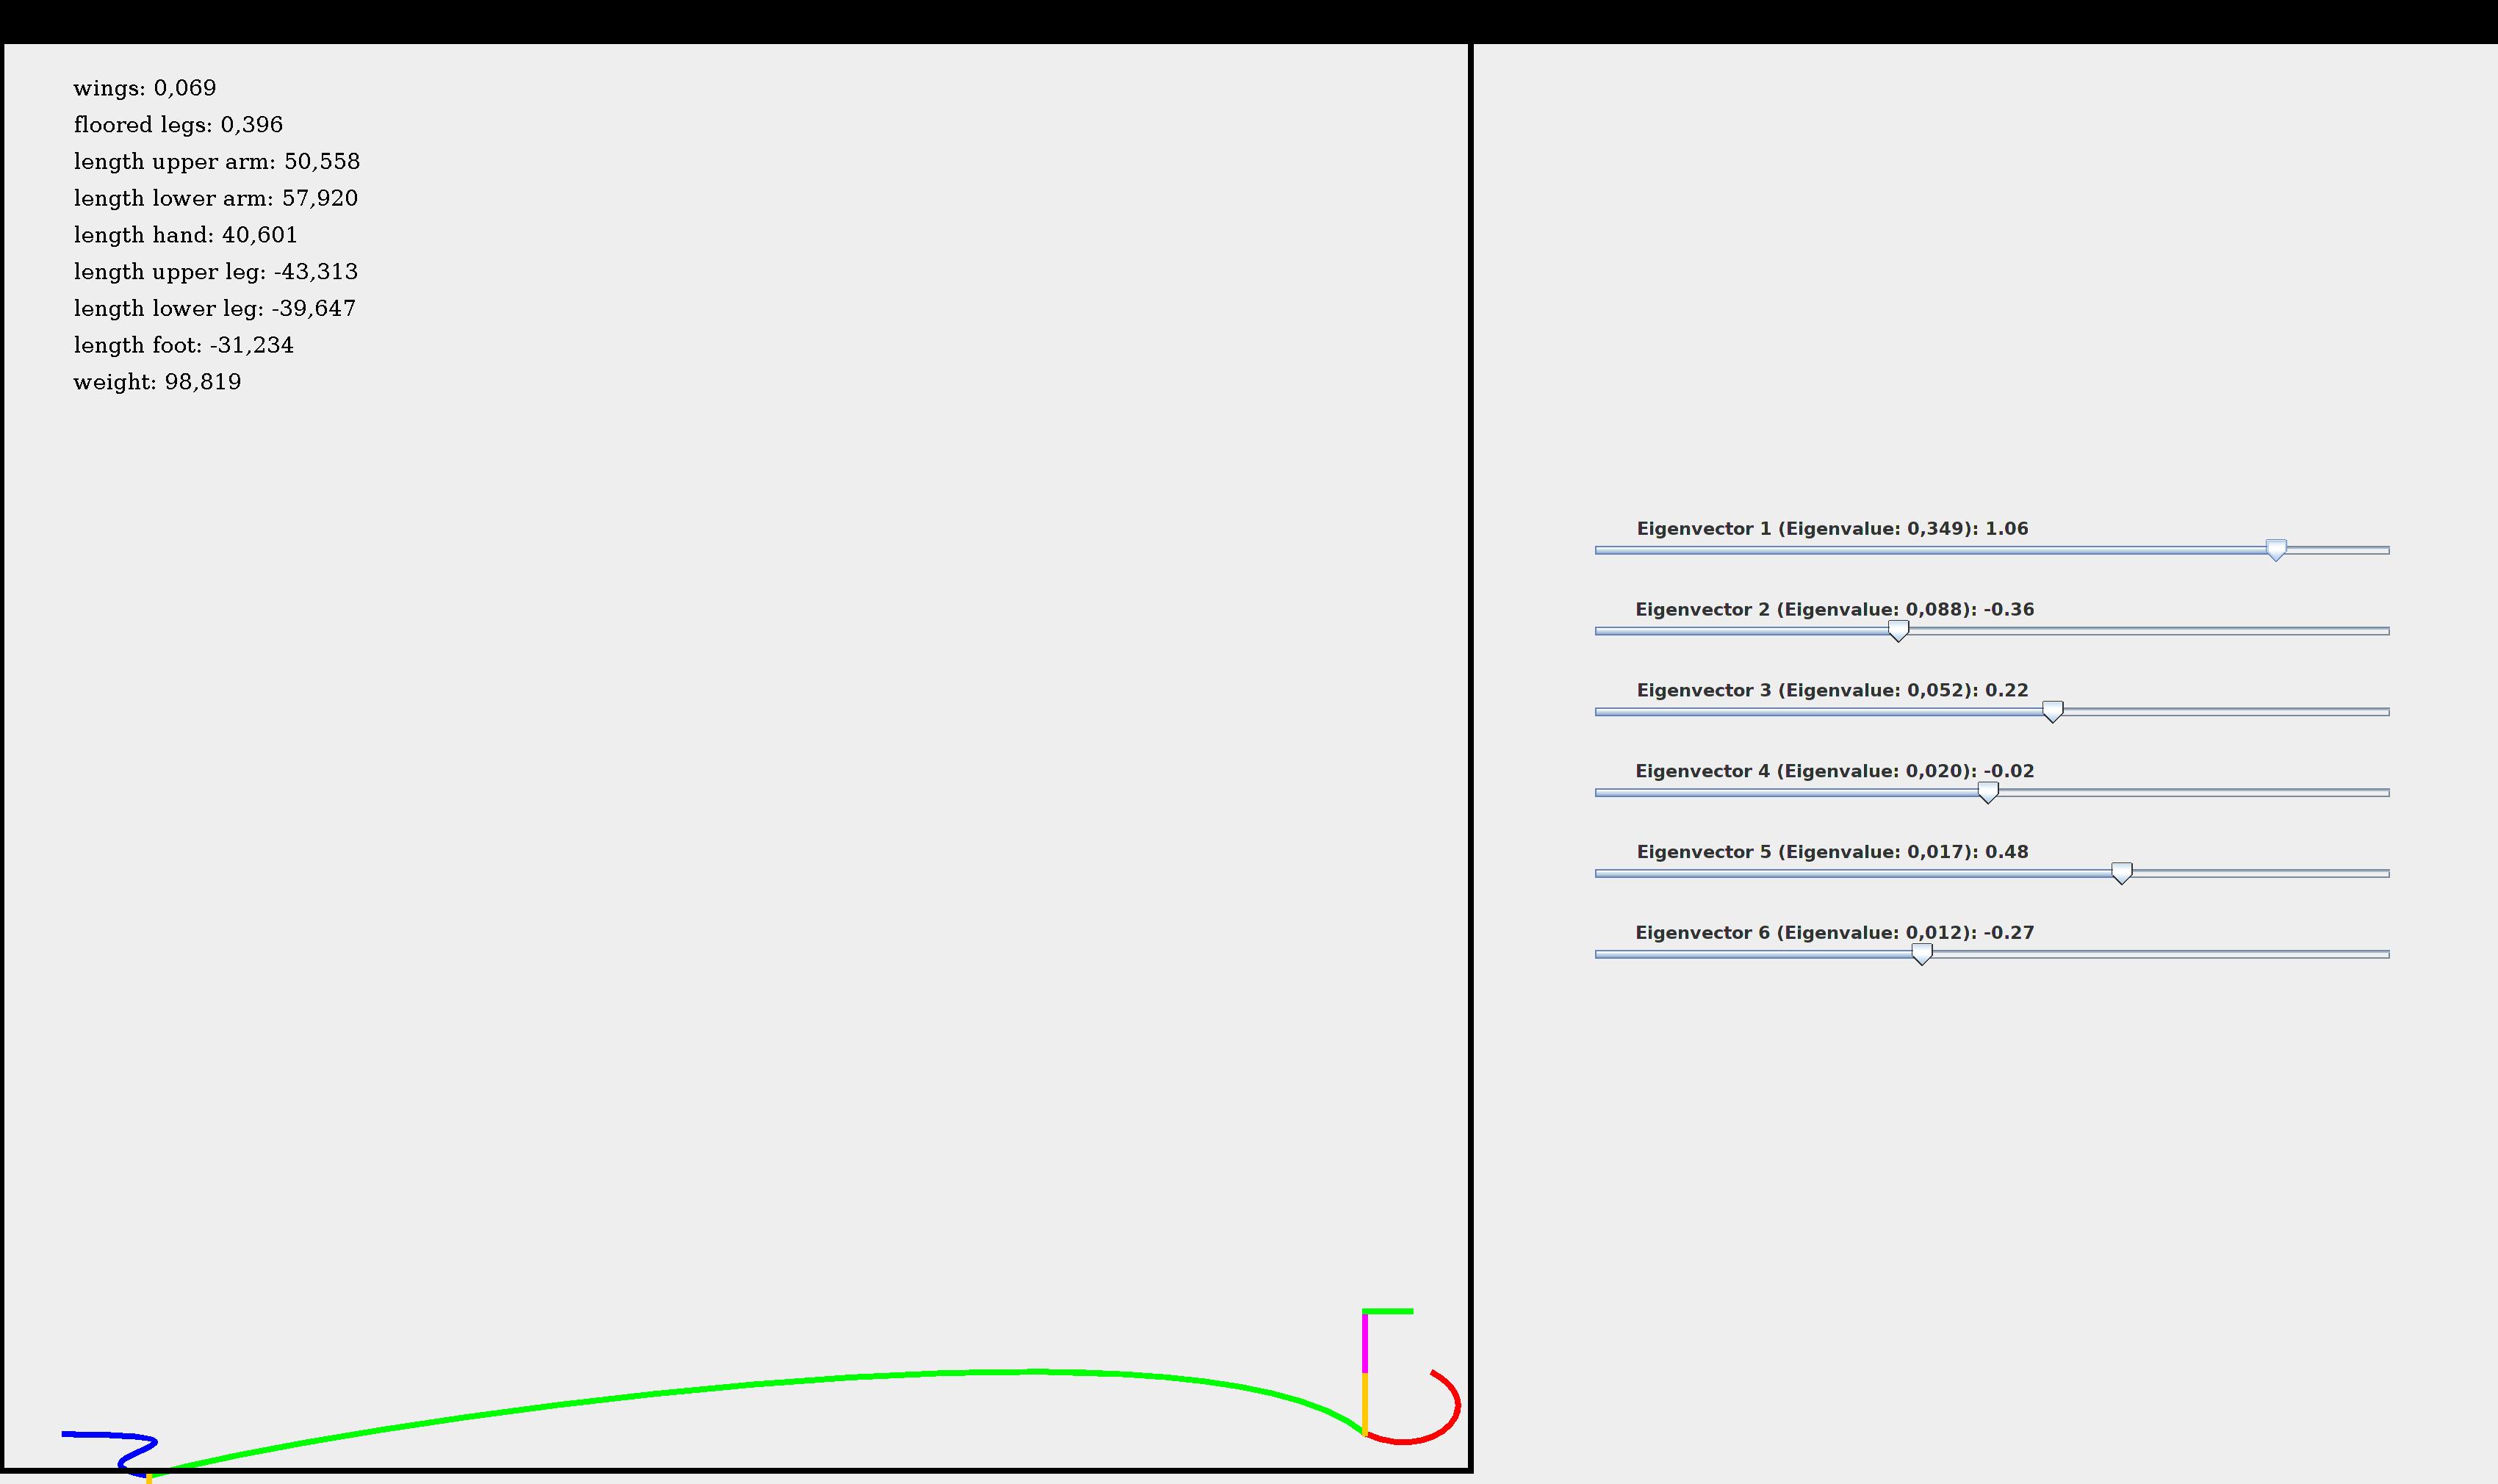 wings: 0,069
floored legs: 0,396
length upper arm: 50,558
length lower arm: 57,920
length hand: 40,601
length upper leg: -43,313
length lower leg: -39,647
length foot: -31,234
weight: 98,819
Eigenvector 1 (Eigenvalue: 0,349): 1.06
Eigenvector 2 (Eigenvalue: 0,088): -0.36
Eigenvector 3 (Eigenvalue: 0,052): 0.22
Eigenvector 4 (Eigenvalue: 0,020): -0.02
Eigenvector 5 (Eigenvalue: 0,017): 0.48
Eigenvector 6 (Eigenvalue: 0,012): -0.27